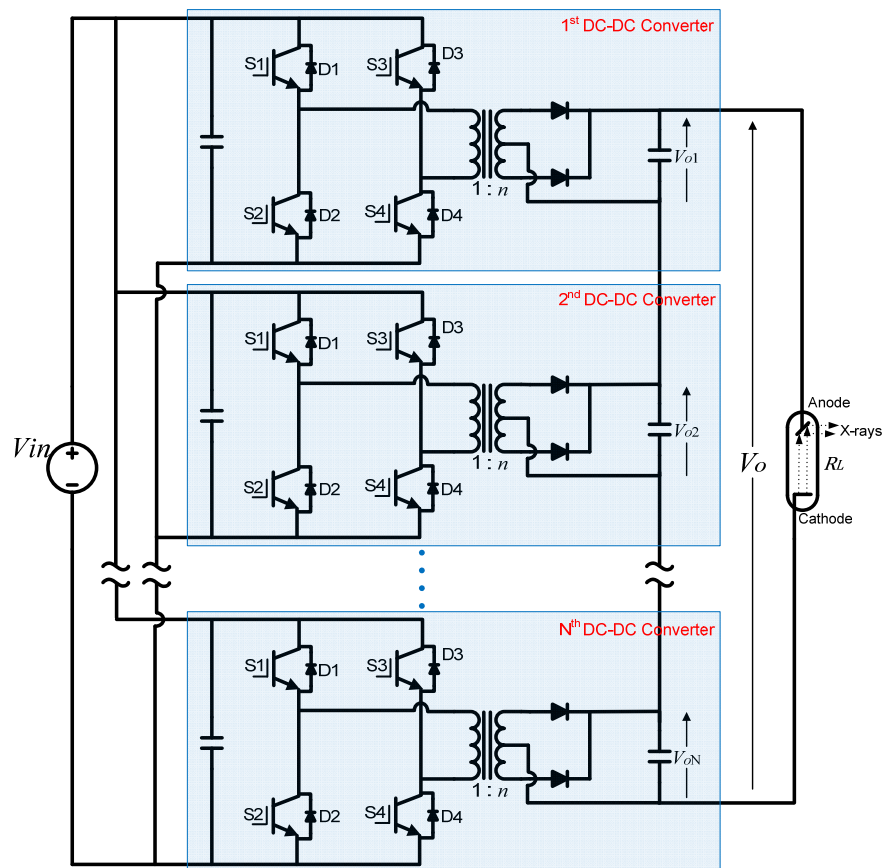 1st DC-DC Converter
S1
D1
S3
D3
S2
D2
S4
D4
1 : n
Vo1
2nd DC-DC Converter
S1
D1
S3
D3
S2
D2
S4
D4
1 : n
Vo2
Vin
Vo
Anode
X-rays
RL
Cathode
Nth DC-DC Converter
S1
D1
S3
D3
S2
D2
S4
D4
1 : n
VoN